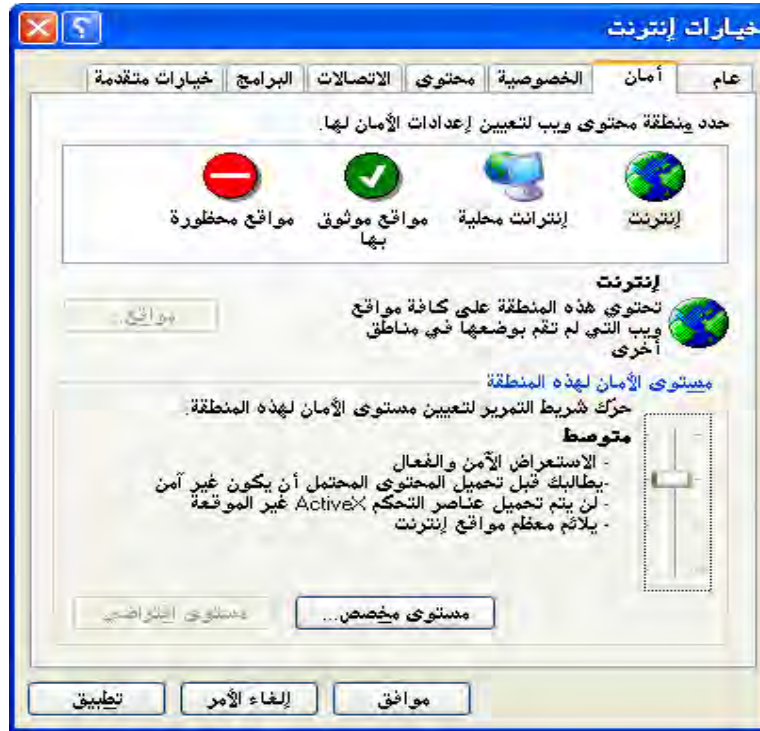 خيارات إنترنت
عام أمان الخصوصية محتوى الاتصالات البرامج خيارات متقدمة
حدد منطقة محتوى ويب لتعيين إعدادات الأمان لها.
إنترنت إنترانت محلية مواقع موثوق بها مواقع محظورة
إنترنت
تحتوي هذه المنطقة على كافة مواقع
ويب التي لم تقم بوضعها في مناطق
أخرى
مواقع...
مستوى الأمان لهذه المنطقة
حرّك شريط التمرير لتعيين مستوى الأمان لهذه المنطقة.
متوسط
- الاستعراض الآمن والفعال
-يطالبك قبل تحميل المحتوى المحتمل أن يكون غير آمن
- لن يتم تحميل عناصر التحكم ActiveX غير الموقعة
- يلائم معظم مواقع إنترنت
مستوى مخصص... مستوى افتراضي
موافق إلغاء الأمر تطبيق